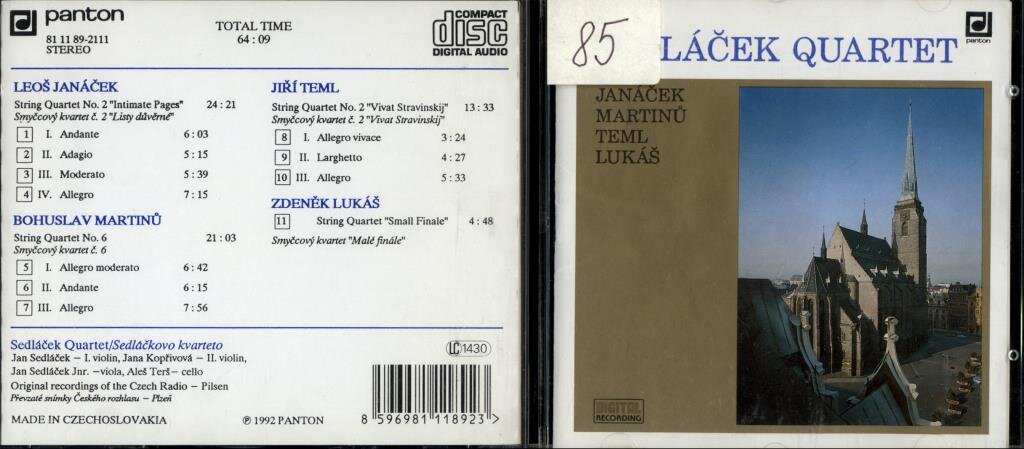 panton
81 11 89-2111
STEREO
TOTAL TIME
64 : 09
COMPACT
disc
DIGITAL AUDIO
LEOŠ JANÁČEK
String Quartet No. 2 "Intimate Pages" 24 : 21
Smyčcový kvartet č. 2 "Listy důvěrné"
1 I. Andante 6 : 03
2 II. Adagio 5 : 15
3 III. Moderato 5 : 39
4 IV. Allegro 7 : 15
BOHUSLAV MARTINŮ
String Quartet No. 6 21 : 03
Smyčcový kvartet č. 6
5 I. Allegro moderato 6 : 42
6 II. Andante 6 : 15
7 III. Allegro 7 : 56
JIŘÍ TEML
String Quartet No. 2 "Vivat Stravinskij" 13 : 33
Smyčcový kvartet č. 2 "Vivat Stravinskij"
8 I. Allegro vivace 3 : 24
9 II. Larghetto 4 : 27
10 III. Allegro 5 : 33
ZDENĚK LUKÁŠ
11 String Quartet "Small Finale" 4 : 48
Smyčcový kvartet "Malé finále"
Sedláček Quartet/Sedláčkovo kvarteto
Jan Sedláček – I. violin, Jana Kopřivová – II. violin,
Jan Sedláček Jnr. –viola, Aleš Terš– cello
Original recordings of the Czech Radio – Pilsen
Převzaté snímky Českého rozhlasu – Plzeň
MADE IN CZECHOSLOVAKIA
℗ 1992 PANTON
LC 1430
8 596981 118923 >
85
LÁČEK QUARTET
panton
JANÁČEK
MARTINŮ
TEML
LUKÁŠ
DIGITAL
RECORDING